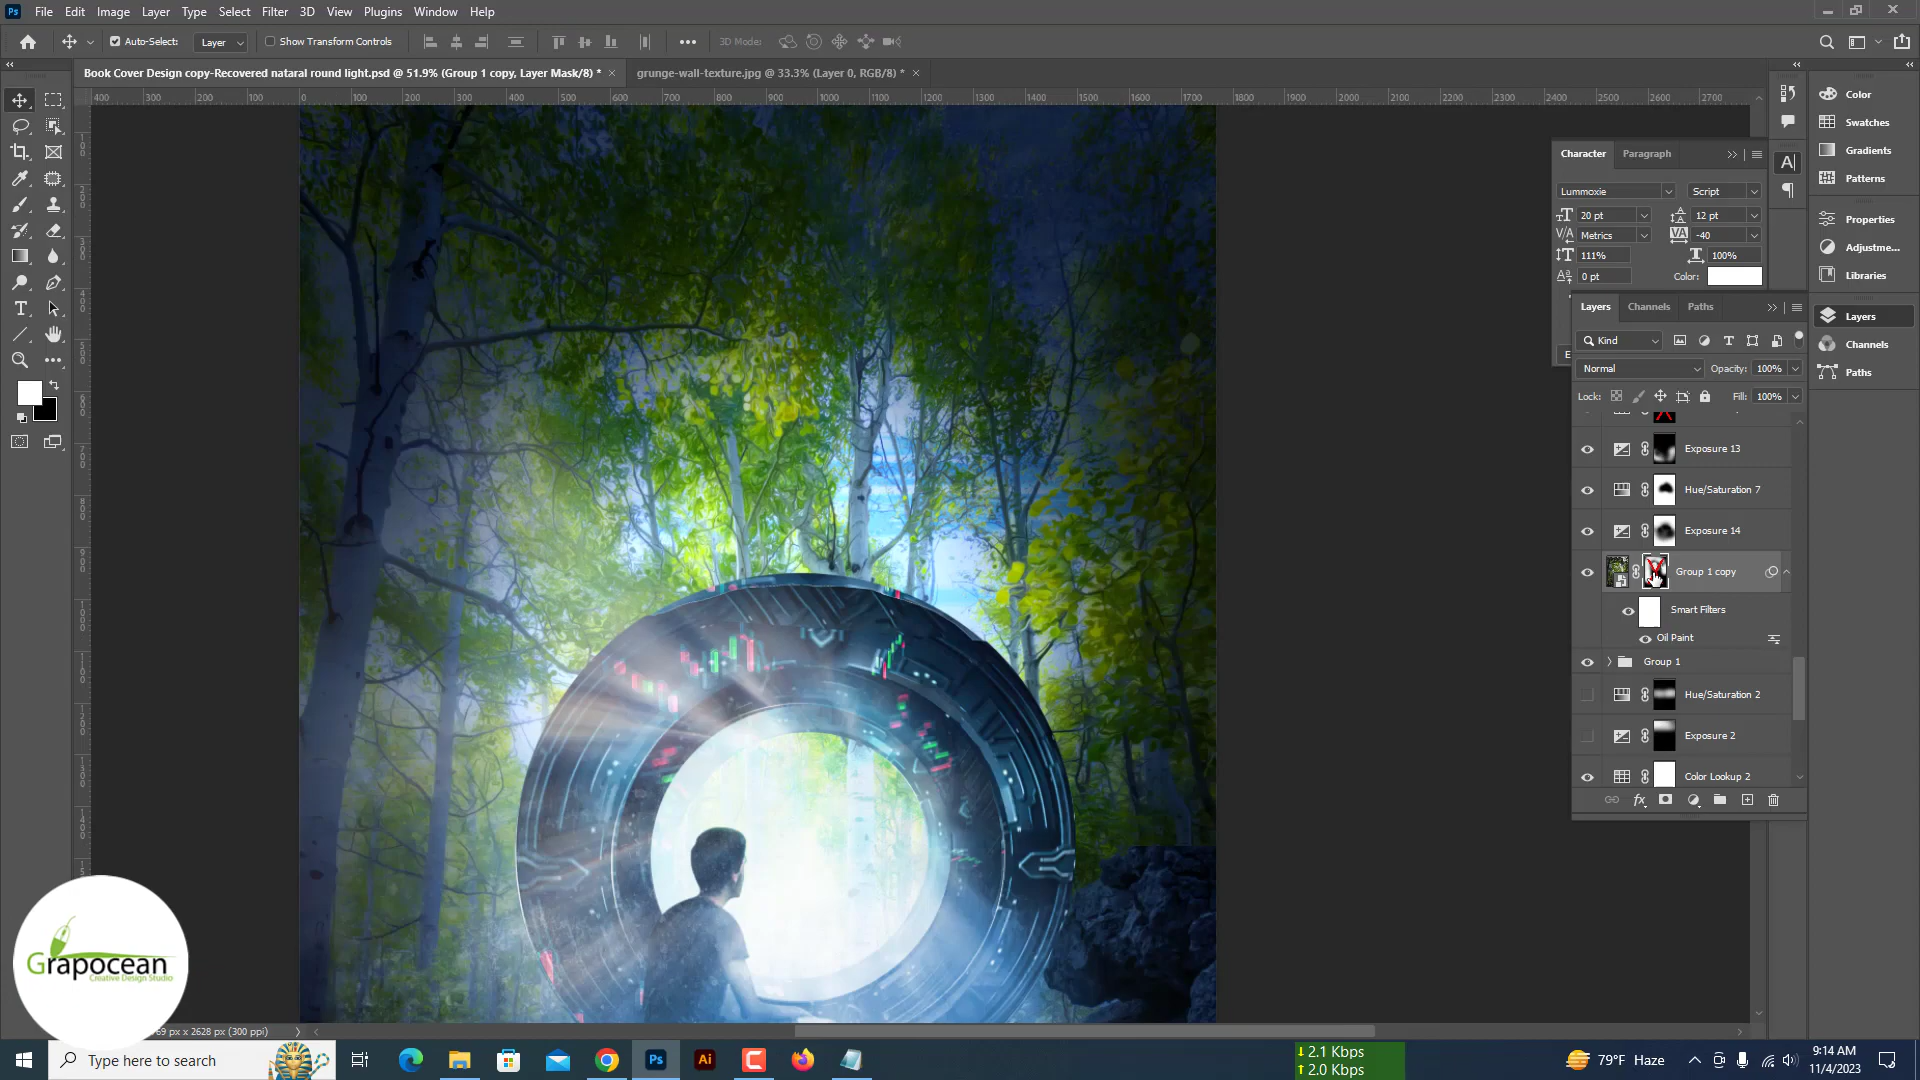 Ps File Edit Image Layer Type Select Filter 3D View Plugins Window Help
Auto-Select: Layer Show Transform Controls 3D Mode:
Book Cover Design copy-Recovered nataral round light.psd @ 51.9% (Group 1 copy, Layer Mask/8) * × grunge-wall-texture.jpg @ 33.3% (Layer 0, RGB/8) * ×
400 300 200 100 0 100 200 300 400 500 600 700 800 900 1000 1100 1200 1300 1400 1500 1600 1700 1800 1900 2000 2100 2200 2300 2400 2500 2600 2700
Color
Swatches
Gradients
Patterns
Properties
Adjustme...
Libraries
Layers
Channels
Paths
Character Paragraph
Lummoxie Script
20 pt 12 pt
Metrics -40
111% 100%
0 pt Color:
Layers Channels Paths
Kind
Normal Opacity: 100%
Lock: Fill: 100%
Exposure 13
Hue/Saturation 7
Exposure 14
Group 1 copy
Smart Filters
Oil Paint
Group 1
Hue/Saturation 2
Exposure 2
Color Lookup 2
Grapocean
Creative Design Studio
69 px x 2628 px (300 ppi)
Type here to search
Ps Ai
2.1 Kbps
2.0 Kbps
79°F Haze
9:14 AM
11/4/2023